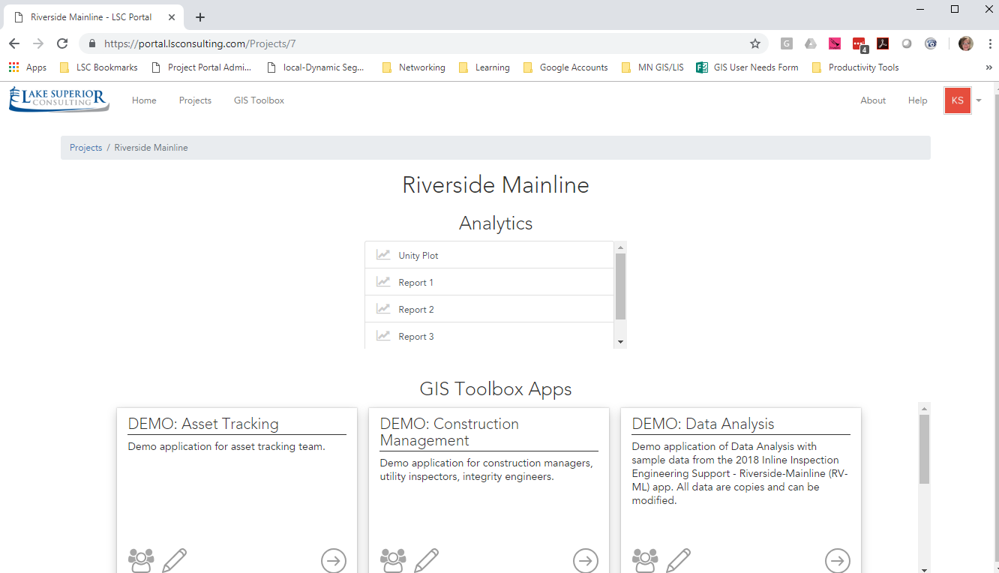 Riverside Mainline - LSC Portal
https://portal.lsconsulting.com/Projects/7
G
4
Apps LSC Bookmarks Project Portal Admi... local-Dynamic Seg... Networking Learning Google Accounts MN GIS/LIS GIS User Needs Form Productivity Tools »
LAKE SUPERIOR
CONSULTING
Home Projects GIS Toolbox About Help KS
Projects / Riverside Mainline
Riverside Mainline
Analytics
Unity Plot
Report 1
Report 2
Report 3
GIS Toolbox Apps
DEMO: Asset Tracking
Demo application for asset tracking team.
DEMO: Construction
Management
Demo application for construction managers,
utility inspectors, integrity engineers.
DEMO: Data Analysis
Demo application of Data Analysis with
sample data from the 2018 Inline Inspection
Engineering Support - Riverside-Mainline (RV-
ML) app. All data are copies and can be
modified.